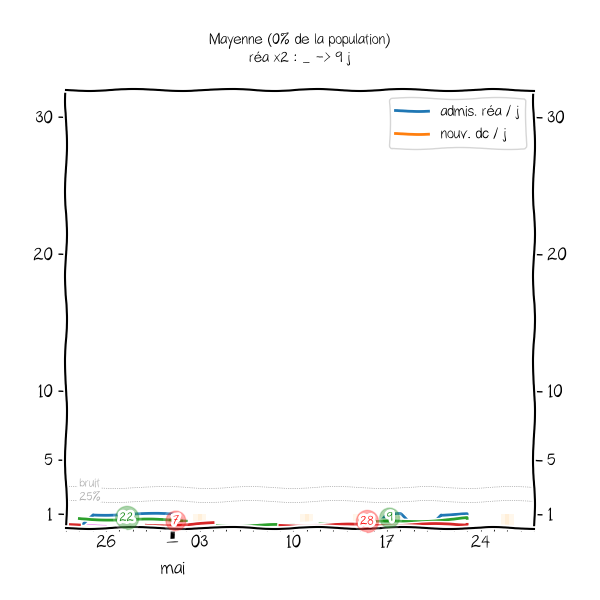 Mayenne (0% de la population)
réa x2 : _ -> 9 j
admis. réa / j
nouv. dc / j
30 30
20 20
10 10
5 5
bruit
25%
1 22 7 28 9 1
26 03 10 17 24
mai